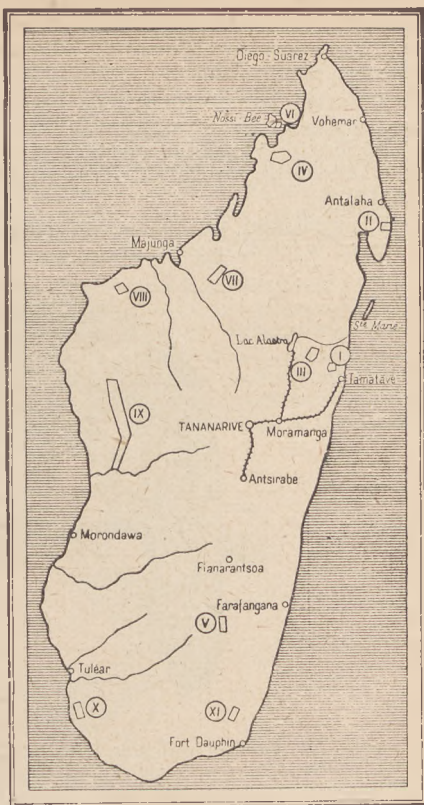 Diego-Suarez
Nossi-Bée
VI
Vohemar
IV
Antalaha
II
Majunga
VII
VIII
Ste Marie
Lac Alaotra
I
III
Tamatave
IX
TANANARIVE
Moramanga
Antsirabe
Morondawa
Fianarantsoa
Farafangana
V
Tuléar
X
XI
Fort Dauphin